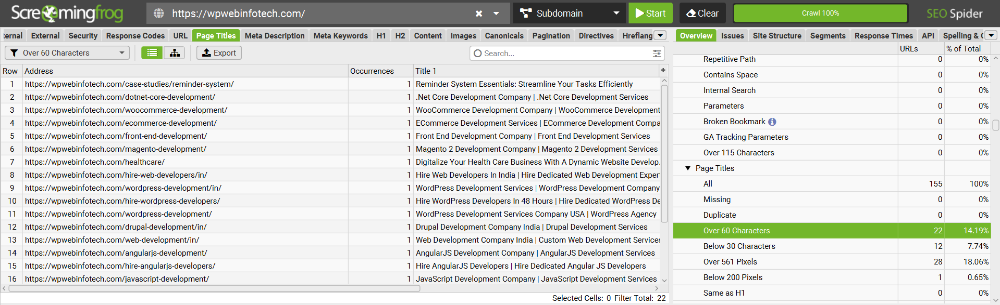 Screamingfrog https://wpwebinfotech.com/ Subdomain Start Clear Crawl 100% SEO Spider
ternal External Security Response Codes URL Page Titles Meta Description Meta Keywords H1 H2 Content Images Canonicals Pagination Directives Hreflang
Over 60 Characters Export Search...
Row Address Occurrences Title 1 +
1 https://wpwebinfotech.com/case-studies/reminder-system/ 1 Reminder System Essentials: Streamline Your Tasks Efficiently
2 https://wpwebinfotech.com/dotnet-core-development/ 1 .Net Core Development Company | .Net Core Development Services
3 https://wpwebinfotech.com/woocommerce-development/ 1 WooCommerce Development Company | WooCommerce Development
4 https://wpwebinfotech.com/ecommerce-development/ 1 ECommerce Development Services | ECommerce Development Compa
5 https://wpwebinfotech.com/front-end-development/ 1 Front End Development Company | Front End Development Services
6 https://wpwebinfotech.com/magento-development/ 1 Magento 2 Development Company | Magento 2 Development Services
7 https://wpwebinfotech.com/healthcare/ 1 Digitalize Your Health Care Business With A Dynamic Website Develop.
8 https://wpwebinfotech.com/hire-web-developers/in/ 1 Hire Web Developers In India | Hire Dedicated Web Development Exper
9 https://wpwebinfotech.com/wordpress-development/in/ 1 WordPress Development Services | WordPress Development Company
10 https://wpwebinfotech.com/hire-wordpress-developers/ 1 Hire WordPress Developers In 48 Hours | Hire Dedicated WordPress De
11 https://wpwebinfotech.com/wordpress-development/ 1 WordPress Development Services Company USA | WordPress Agency
12 https://wpwebinfotech.com/drupal-development/in/ 1 Drupal Development Company India | Drupal Development Services
13 https://wpwebinfotech.com/web-development/in/ 1 Web Development Company India | Custom Web Development Services
14 https://wpwebinfotech.com/angularjs-development/ 1 AngularJS Development Company | AngularJS Development Services
15 https://wpwebinfotech.com/hire-angularjs-developers/ 1 Hire AngularJS Developers | Hire Dedicated Angular JS Developers
16 https://wpwebinfotech.com/javascript-development/ 1 JavaScript Development Company | JavaScript Development Services
Selected Cells: 0 Filter Total: 22
Overview Issues Site Structure Segments Response Times API Spelling & G
URLs % of Total
Repetitive Path 0 0%
Contains Space 0 0%
Internal Search 0 0%
Parameters 0 0%
Broken Bookmark i 0 0%
GA Tracking Parameters 0 0%
Over 115 Characters 0 0%
Page Titles
All 155 100%
Missing 0 0%
Duplicate 0 0%
Over 60 Characters 22 14.19%
Below 30 Characters 12 7.74%
Over 561 Pixels 28 18.06%
Below 200 Pixels 1 0.65%
Same as H1 0 0%